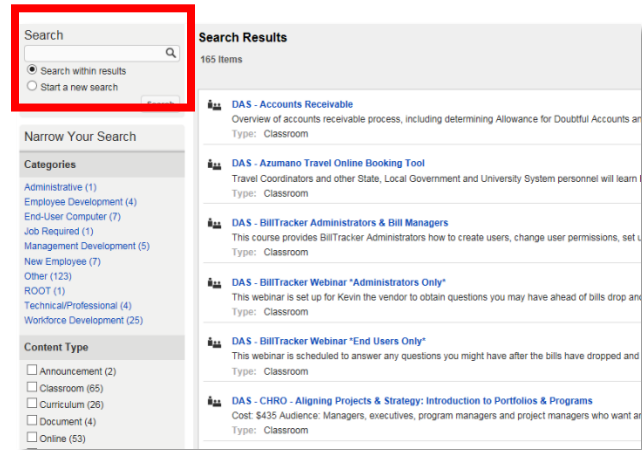 Search
Search within results
Start a new search
Search
Narrow Your Search
Categories
Administrative (1)
Employee Development (4)
End-User Computer (7)
Job Required (1)
Management Development (5)
New Employee (7)
Other (123)
ROOT (1)
Technical/Professional (4)
Workforce Development (25)
Content Type
Announcement (2)
Classroom (65)
Curriculum (26)
Document (4)
Online (53)
Search Results
165 Items
DAS - Accounts Receivable
Overview of accounts receivable process, including determining Allowance for Doubtful Accounts an
Type: Classroom
DAS - Azumano Travel Online Booking Tool
Travel Coordinators and other State, Local Government and University System personnel will learn
Type: Classroom
DAS - BillTracker Administrators & Bill Managers
This course provides BillTracker Administrators how to create users, change user permissions, set u
Type: Classroom
DAS - BillTracker Webinar *Administrators Only*
This webinar is set up for Kevin the vendor to obtain questions you may have ahead of bills drop and
Type: Classroom
DAS - BillTracker Webinar *End Users Only*
This webinar is scheduled to answer any questions you might have after the bills have dropped and
Type: Classroom
DAS - CHRO - Aligning Projects & Strategy: Introduction to Portfolios & Programs
Cost: $435 Audience: Managers, executives, program managers and project managers who want an
Type: Classroom